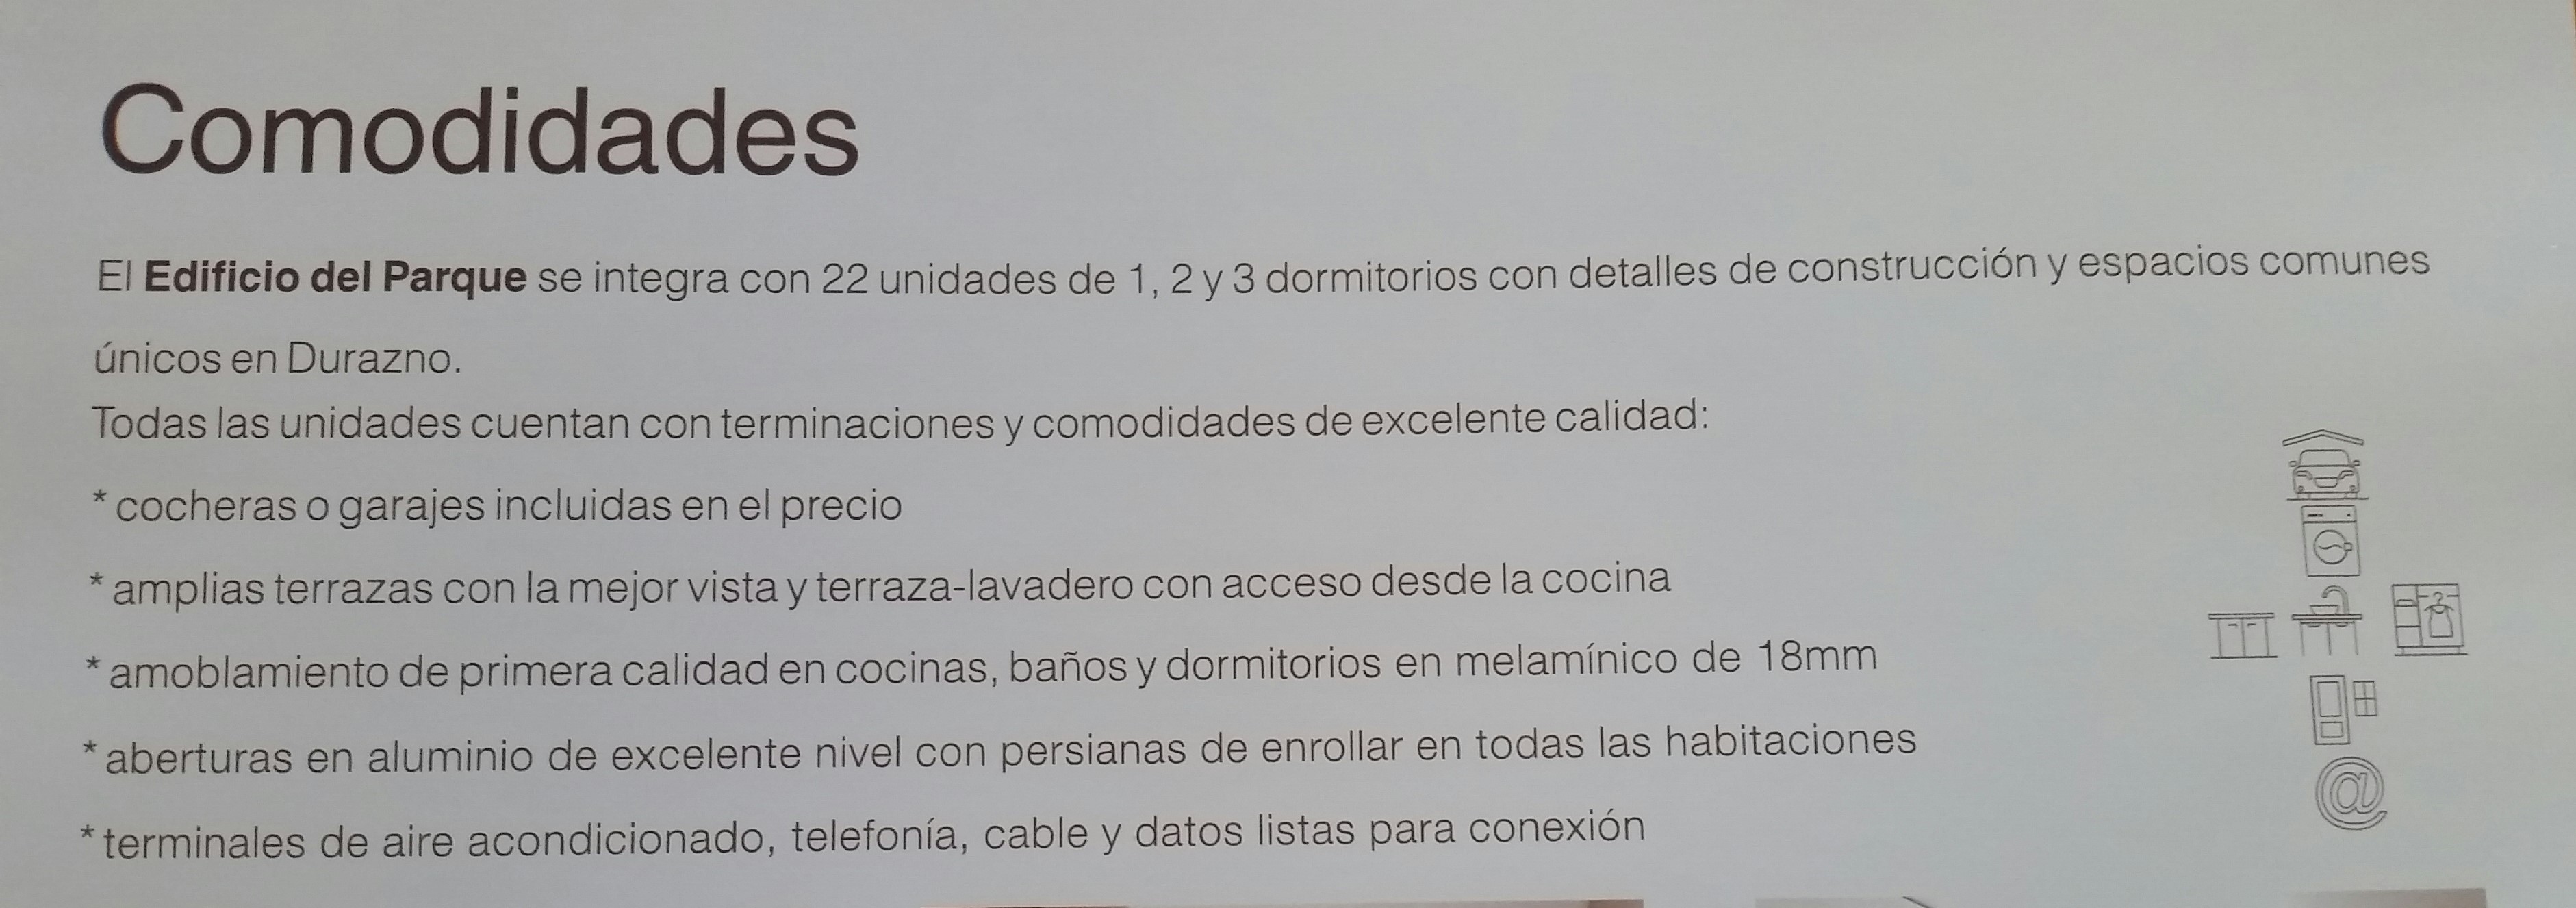 Comodidades
El Edificio del Parque se integra con 22 unidades de 1, 2 y 3 dormitorios con detalles de construcción y espacios comunes
únicos en Durazno.
Todas las unidades cuentan con terminaciones y comodidades de excelente calidad:
* cocheras o garajes incluidas en el precio
* amplias terrazas con la mejor vista y terraza-lavadero con acceso desde la cocina
* amoblamiento de primera calidad en cocinas, baños y dormitorios en melamínico de 18mm
* aberturas en aluminio de excelente nivel con persianas de enrollar en todas las habitaciones
* terminales de aire acondicionado, telefonía, cable y datos listas para conexión
@